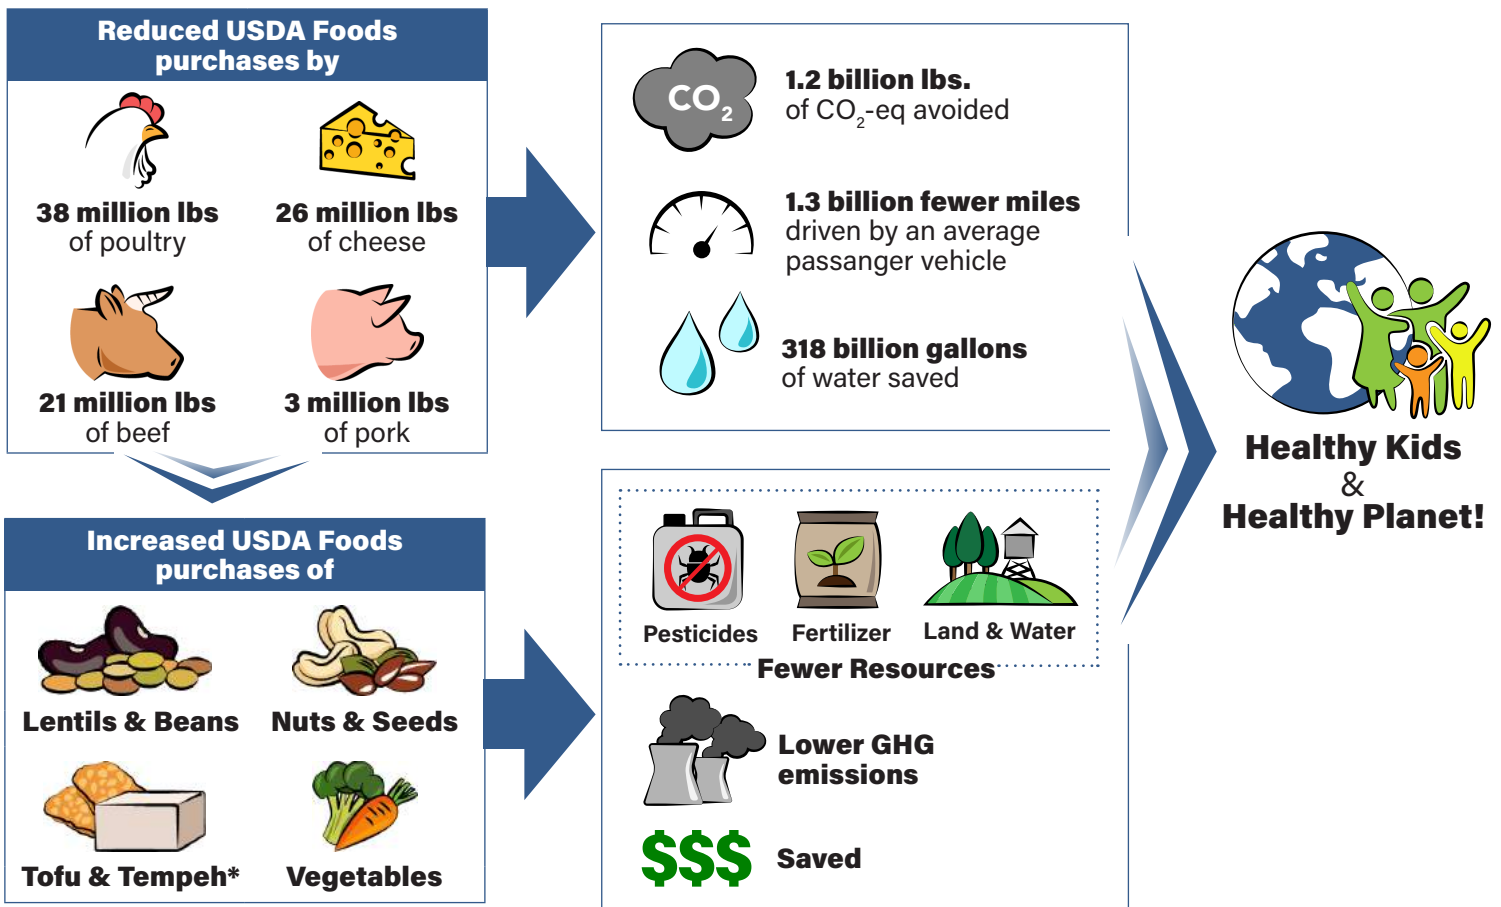 Reduced USDA Foods
purchases by
38 million lbs
of poultry
26 million lbs
of cheese
21 million lbs
of beef
3 million lbs
of pork
Increased USDA Foods
purchases of
Lentils & Beans
Nuts & Seeds
Tofu & Tempeh*
Vegetables
CO₂
1.2 billion lbs.
of CO₂-eq avoided
1.3 billion fewer miles
driven by an average
passanger vehicle
318 billion gallons
of water saved
Pesticides
Fertilizer
Land & Water
Fewer Resources
Lower GHG
emissions
$$$
Saved
Healthy Kids
&
Healthy Planet!